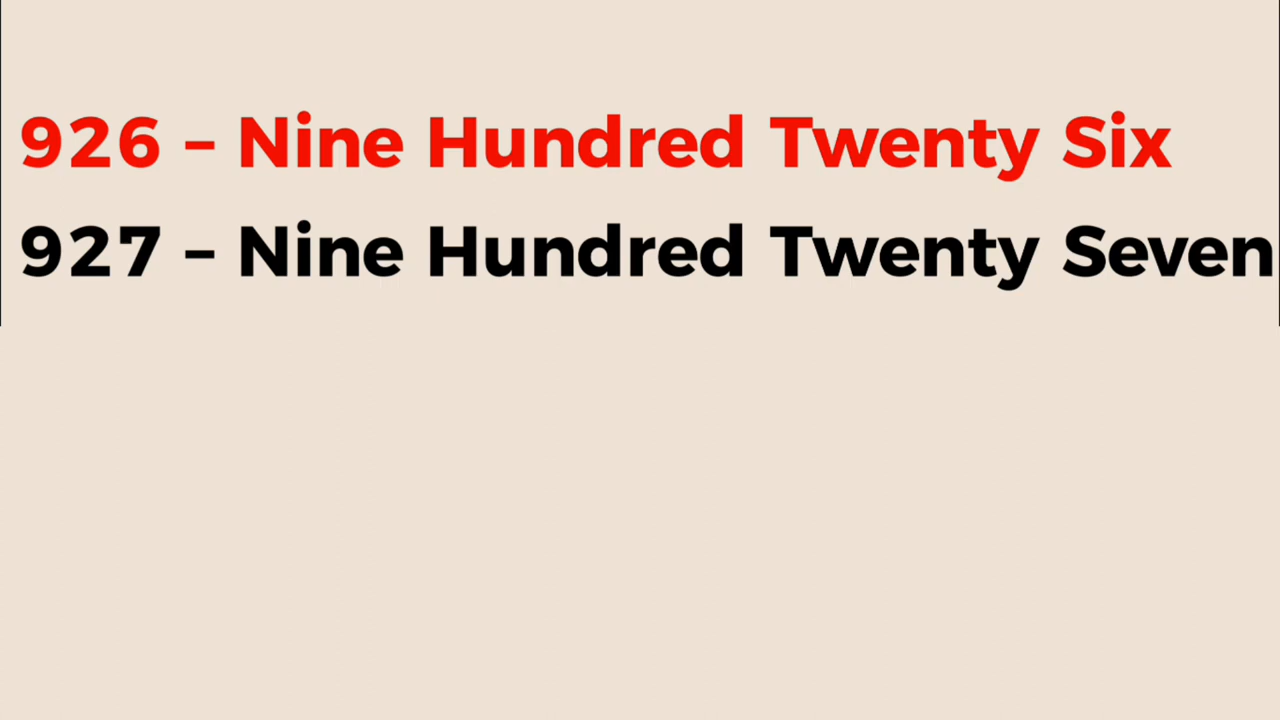 926 – Nine Hundred Twenty Six
927 – Nine Hundred Twenty Seven